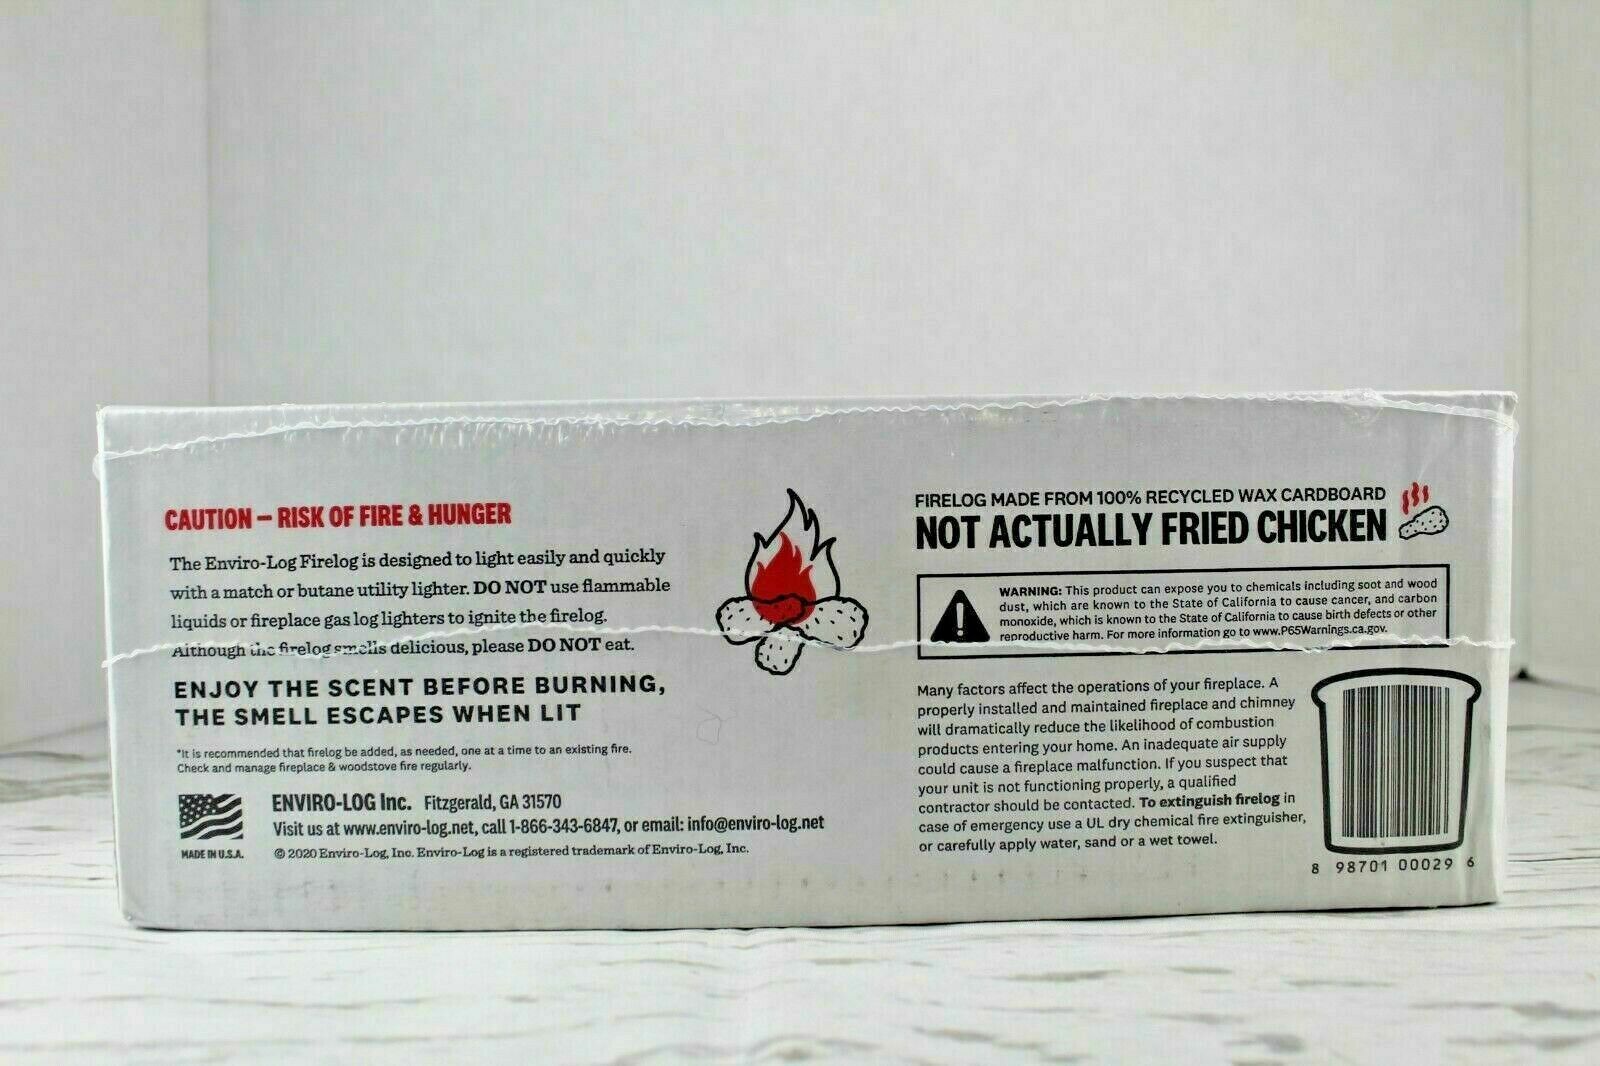 CAUTION – RISK OF FIRE & HUNGER
The Enviro-Log Firelog is designed to light easily and quickly
with a match or butane utility lighter. DO NOT use flammable
liquids or fireplace gas log lighters to ignite the firelog.
Although the firelog smells delicious, please DO NOT eat.
ENJOY THE SCENT BEFORE BURNING,
THE SMELL ESCAPES WHEN LIT
*It is recommended that firelog be added, as needed, one at a time to an existing fire.
Check and manage fireplace & woodstove fire regularly.
MADE IN U.S.A.
ENVIRO-LOG Inc. Fitzgerald, GA 31570
Visit us at www.enviro-log.net, call 1-866-343-6847, or email: info@enviro-log.net
© 2020 Enviro-Log, Inc. Enviro-Log is a registered trademark of Enviro-Log, Inc.
FIRELOG MADE FROM 100% RECYCLED WAX CARDBOARD
NOT ACTUALLY FRIED CHICKEN
WARNING: This product can expose you to chemicals including soot and wood
dust, which are known to the State of California to cause cancer, and carbon
monoxide, which is known to the State of California to cause birth defects or other
reproductive harm. For more information go to www.P65Warnings.ca.gov.
Many factors affect the operations of your fireplace. A
properly installed and maintained fireplace and chimney
will dramatically reduce the likelihood of combustion
products entering your home. An inadequate air supply
could cause a fireplace malfunction. If you suspect that
your unit is not functioning properly, a qualified
contractor should be contacted. To extinguish firelog in
case of emergency use a UL dry chemical fire extinguisher,
or carefully apply water, sand or a wet towel.
8 98701 00029 6